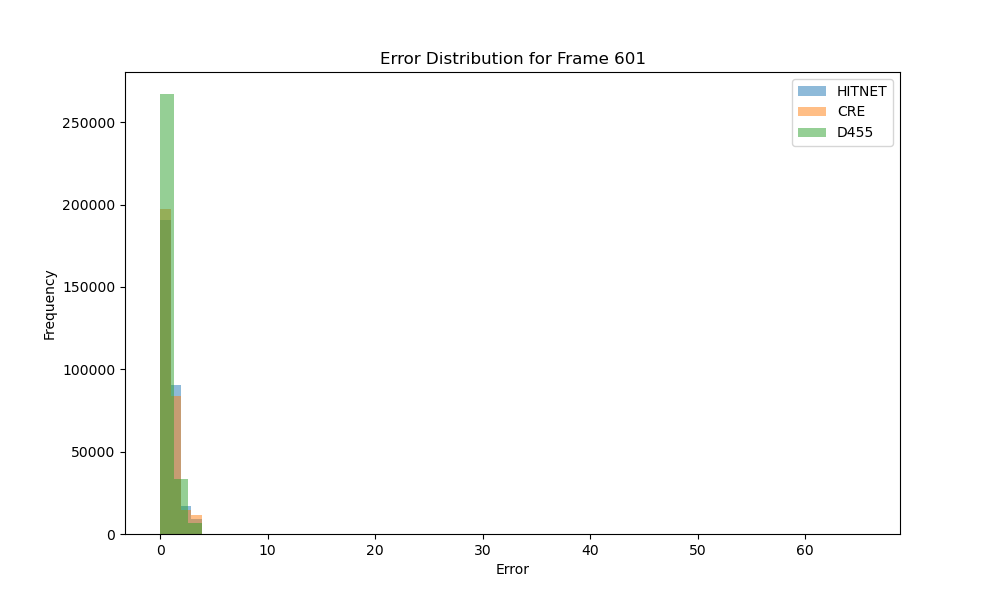 Error Distribution for Frame 601
HITNET
CRE
D455
250000
200000
150000
100000
50000
0
Frequency
0 10 20 30 40 50 60
Error